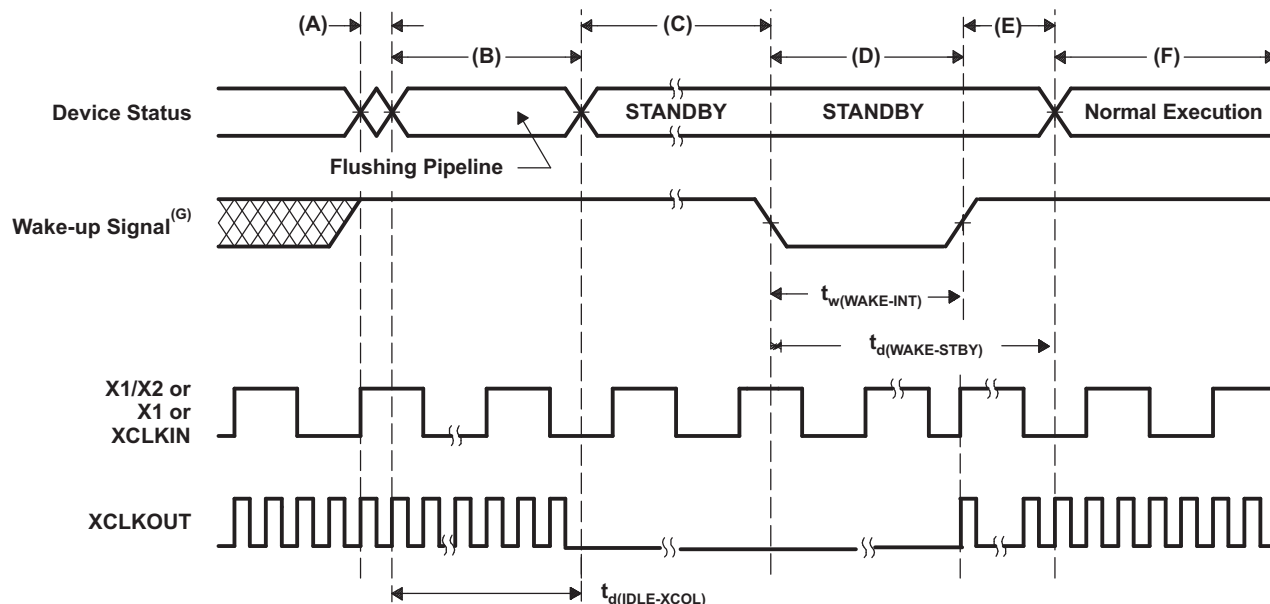 (A)
(C)
(E)
(B)
(D)
(F)
Device Status
STANDBY
STANDBY
Normal Execution
Flushing Pipeline
Wake-up Signal(G)
tw(WAKE-INT)
td(WAKE-STBY)
X1/X2 or
X1 or
XCLKIN
XCLKOUT
td(IDLE-XCOL)